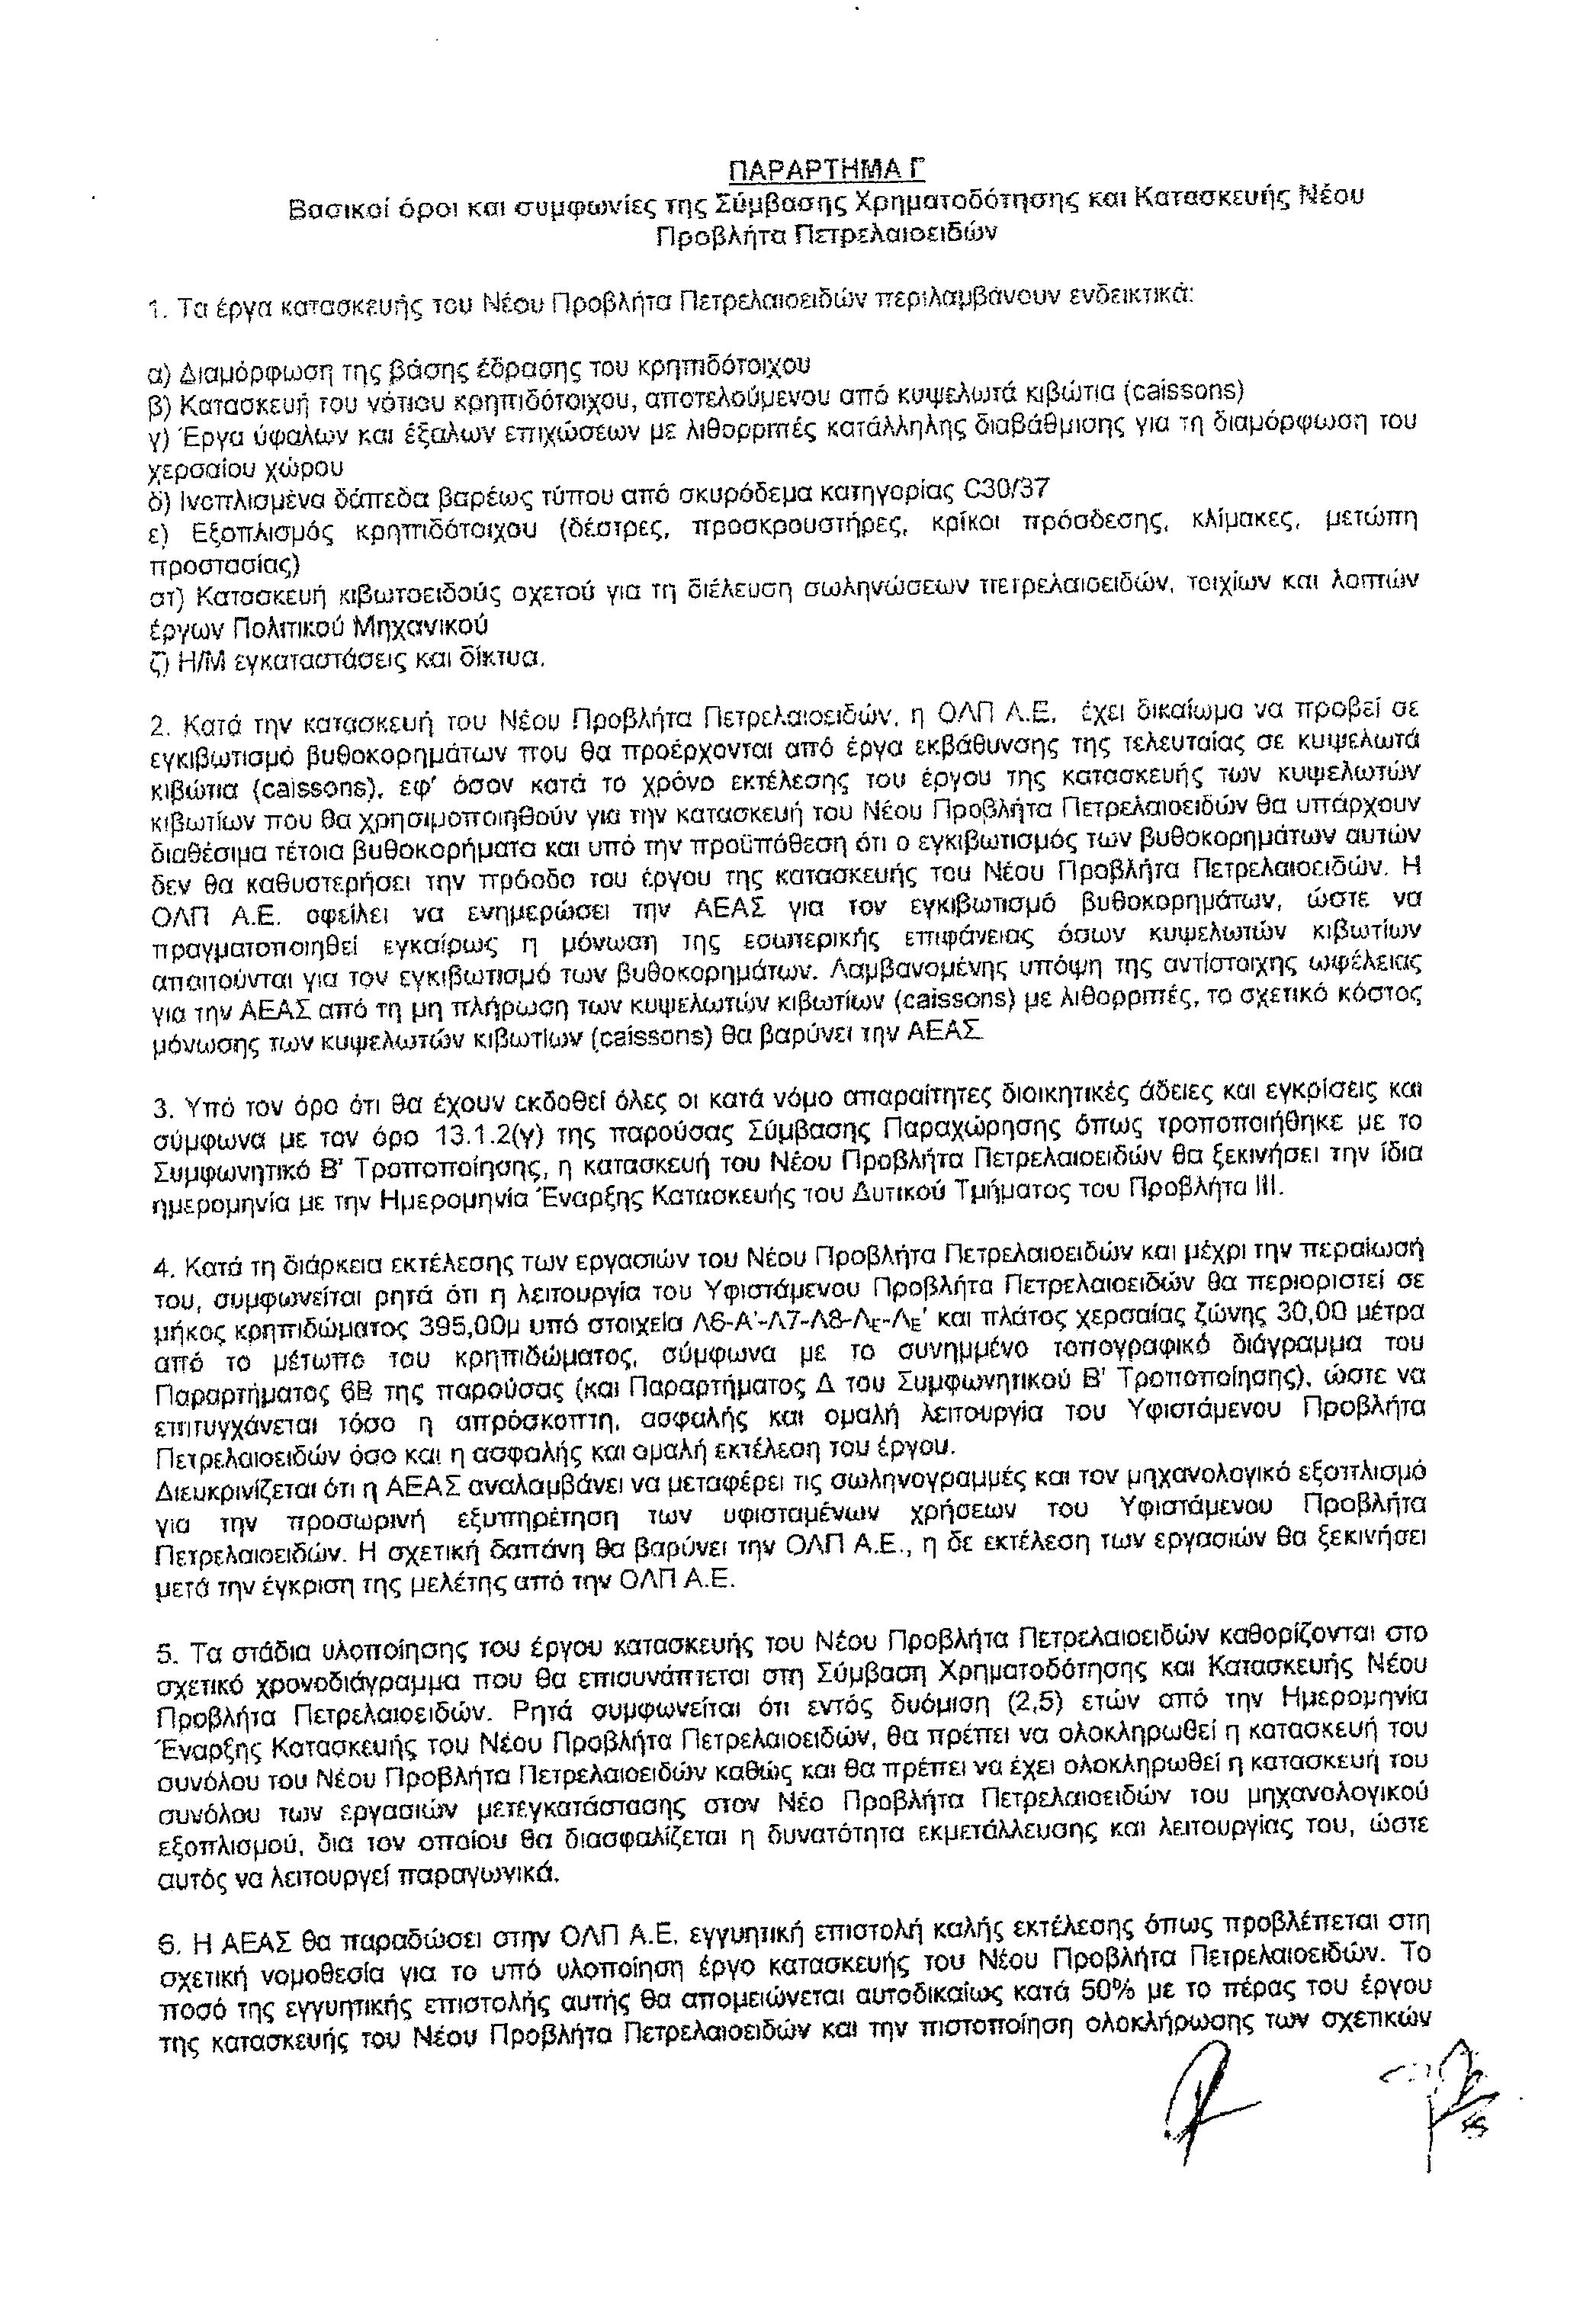 ΠΑΡΑΡΤΗΜΑ Γ
Βασικοί όροι και συμφωνίες της Σύμβασης Χρηματοδότησης και Κατασκευής Νέου
Προβλήτα Πετρελαιοειδών
1. Τα έργα κατασκευής του Νέου Προβλήτα Πετρελαιοειδών περιλαμβάνουν ενδεικτικά:
α) Διαμόρφωση της βάσης έδρασης του κρηπιδότοιχου
β) Κατασκευή του νότιου κρηπιδότοιχου, αποτελούμενου από κυψελωτά κιβώτια (caissons)
γ) Έργα ύφαλων και έξαλων επιχώσεων με λιθορριπές κατάλληλης διαβάθμισης για τη διαμόρφωση του
χερσαίου χώρου
δ) Ινοπλισμένα δάπεδα βαρέως τύπου από σκυρόδεμα κατηγορίας C30/37
ε) Εξοπλισμός κρηπιδότοιχου (δέστρες, προσκρουστήρες, κρίκοι πρόσδεσης, κλίμακες, μετώπη
προστασίας)
στ) Κατασκευή κιβωτοειδούς οχετού για τη διέλευση σωληνώσεων πετρελαιοειδών, τοιχίων και λοιπών
έργων Πολιτικού Μηχανικού
ζ) Η/Μ εγκαταστάσεις και δίκτυα.
2. Κατά την κατασκευή του Νέου Προβλήτα Πετρελαιοειδών, η ΟΛΠ Α.Ε. έχει δικαίωμα να προβεί σε
εγκιβωτισμό βυθοκορημάτων που θα προέρχονται από έργα εκβάθυνσης της τελευταίας σε κυψελωτά
κιβώτια (caissons), εφ' όσον κατά το χρόνο εκτέλεσης του έργου της κατασκευής των κυψελωτών
κιβωτίων που θα χρησιμοποιηθούν για την κατασκευή του Νέου Προβλήτα Πετρελαιοειδών θα υπάρχουν
διαθέσιμα τέτοια βυθοκορήματα και υπό την προϋπόθεση ότι ο εγκιβωτισμός των βυθοκορημάτων αυτών
δεν θα καθυστερήσει την πρόοδο του έργου της κατασκευής του Νέου Προβλήτα Πετρελαιοειδών. Η
ΟΛΠ Α.Ε. οφείλει να ενημερώσει την ΑΕΑΣ για τον εγκιβωτισμό βυθοκορημάτων, ώστε να
πραγματοποιηθεί εγκαίρως η μόνωση της εσωτερικής επιφάνειας όσων κυψελωτών κιβωτίων
απαιτούνται για τον εγκιβωτισμό των βυθοκορημάτων. Λαμβανομένης υπόψη της αντίστοιχης ωφέλειας
για την ΑΕΑΣ από τη μη πλήρωση των κυψελωτών κιβωτίων (caissons) με λιθορριπές, το σχετικό κόστος
μόνωσης των κυψελωτών κιβωτίων (caissons) θα βαρύνει την ΑΕΑΣ
3. Υπό τον όρο ότι θα έχουν εκδοθεί όλες οι κατά νόμο απαραίτητες διοικητικές άδειες και εγκρίσεις και
σύμφωνα με τον όρο 13.1.2(γ) της παρούσας Σύμβασης Παραχώρησης όπως τροποποιήθηκε με το
Συμφωνητικό Β' Τροποποίησης, η κατασκευή του Νέου Προβλήτα Πετρελαιοειδών θα ξεκινήσει την ίδια
ημερομηνία με την Ημερομηνία Έναρξης Κατασκευής του Δυτικού Τμήματος του Προβλήτα ΙΙΙ.
4. Κατά τη διάρκεια εκτέλεσης των εργασιών του Νέου Προβλήτα Πετρελαιοειδών και μέχρι την περαίωσή
του, συμφωνείται ρητά ότι η λειτουργία του Υφιστάμενου Προβλήτα Πετρελαιοειδών θα περιοριστεί σε
μήκος κρηπιδώματος 395,00μ υπό στοιχεία Λ6-Α'-Λ7-Λ8-ΛΕ-ΛΕ' και πλάτος χερσαίας ζώνης 30,00 μέτρα
από το μέτωπο του κρηπιδώματος, σύμφωνα με το συνημμένο τοπογραφικό διάγραμμα του
Παραρτήματος 6Β της παρούσας (και Παραρτήματος Δ του Συμφωνητικού Β' Τροποποίησης), ώστε να
επιτυγχάνεται τόσο η απρόσκοπτη, ασφαλής και ομαλή λειτουργία του Υφιστάμενου Προβλήτα
Πετρελαιοειδών όσο και η ασφαλής και ομαλή εκτέλεση του έργου.
Διευκρινίζεται ότι η ΑΕΑΣ αναλαμβάνει να μεταφέρει τις σωληνογραμμές και τον μηχανολογικό εξοπλισμό
για την προσωρινή εξυπηρέτηση των υφισταμένων χρήσεων του Υφιστάμενου Προβλήτα
Πετρελαιοειδών. Η σχετική δαπάνη θα βαρύνει την ΟΛΠ Α.Ε., η δε εκτέλεση των εργασιών θα ξεκινήσει
μετά την έγκριση της μελέτης από την ΟΛΠ Α.Ε.
5. Τα στάδια υλοποίησης του έργου κατασκευής του Νέου Προβλήτα Πετρελαιοειδών καθορίζονται στο
σχετικό χρονοδιάγραμμα που θα επισυνάπτεται στη Σύμβαση Χρηματοδότησης και Κατασκευής Νέου
Προβλήτα Πετρελαιοειδών. Ρητά συμφωνείται ότι εντός δυόμιση (2,5) ετών από την Ημερομηνία
Έναρξης Κατασκευής του Νέου Προβλήτα Πετρελαιοειδών, θα πρέπει να ολοκληρωθεί η κατασκευή του
συνόλου του Νέου Προβλήτα Πετρελαιοειδών καθώς και θα πρέπει να έχει ολοκληρωθεί η κατασκευή του
συνόλου των εργασιών μετεγκατάστασης στον Νέο Προβλήτα Πετρελαιοειδών του μηχανολογικού
εξοπλισμού, δια τον οποίου θα διασφαλίζεται η δυνατότητα εκμετάλλευσης και λειτουργίας του, ώστε
αυτός να λειτουργεί παραγωγικά.
6. Η ΑΕΑΣ θα παραδώσει στην ΟΛΠ Α.Ε. εγγυητική επιστολή καλής εκτέλεσης όπως προβλέπεται στη
σχετική νομοθεσία για το υπό υλοποίηση έργο κατασκευής του Νέου Προβλήτα Πετρελαιοειδών. Το
ποσό της εγγυητικής επιστολής αυτής θα απομειώνεται αυτοδικαίως κατά 50% με το πέρας του έργου
της κατασκευής του Νέου Προβλήτα Πετρελαιοειδών και την πιστοποίηση ολοκλήρωσης των σχετικών